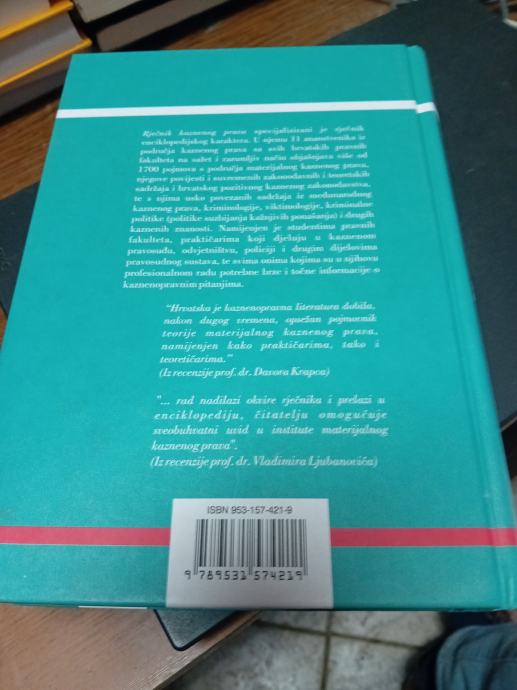 Rječnik kaznenog prava specijalizirani je rječnik
enciklopedijskog karaktera. U njemu 11 znanstvenika iz
područja kaznenog prava sa svih hrvatskih pravnih
fakulteta na sažet i razumljiv način objašnjava više od
1700 pojmova s područja materijalnog kaznenog prava,
njegove povijesti i suvremenih zakonodavnih i teoretskih
sadržaja i hrvatskog pozitivnog kaznenog zakonodavstva,
te s njima usko povezanih sadržaja iz međunarodnog
kaznenog prava, kriminologije, viktimologije, kriminalne
politike (politike suzbijanja kažnjivih ponašanja) i drugih
kaznenih znanosti. Namijenjen je studentima pravnih
fakulteta, praktičarima koji djeluju u kaznenom
pravosuđu, odvjetništvu, policiji i drugim dijelovima
pravosudnog sustava, te svima onima kojima su u njihovu
profesionalnom radu potrebne brze i točne informacije o
kaznenopravnim pitanjima.
"Hrvatska je kaznenopravna literatura dobila,
nakon dugog vremena, opsežan pojmovnik
teorije materijalnog kaznenog prava,
namijenjen kako praktičarima, tako i
teoretičarima."
(Iz recenzije prof. dr. Davora Krapca)
"... rad nadilazi okvire rječnika i prelazi u
enciklopediju, čitatelju omogućuje
sveobuhvatni uvid u institute materijalnog
kaznenog prava".
(Iz recenzije prof. dr. Vladimira Ljubanovića)
ISBN 953-157-421-9
9 789531 574219